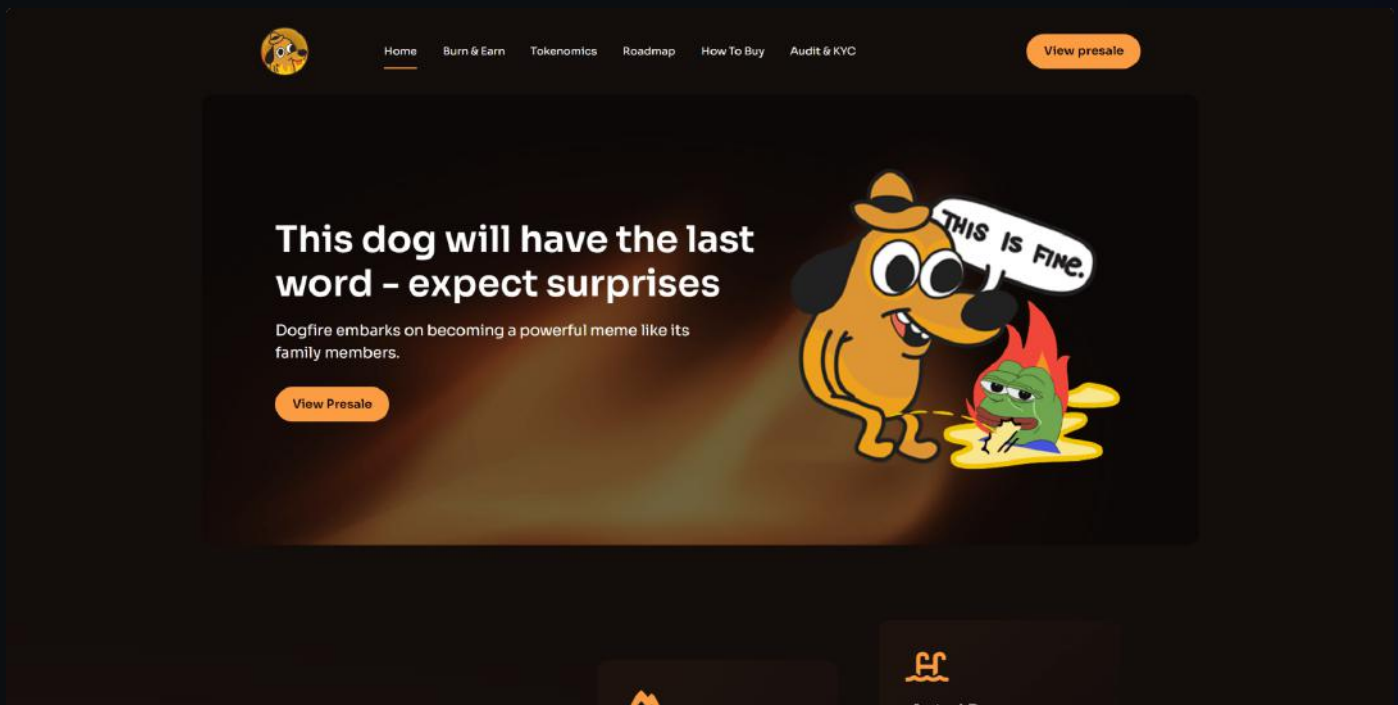 Home Burn & Earn Tokenomics Roadmap How To Buy Audit & KYC View presale
This dog will have the last
word - expect surprises
Dogfire embarks on becoming a powerful meme like its
family members.
View Presale
THIS IS FINE.